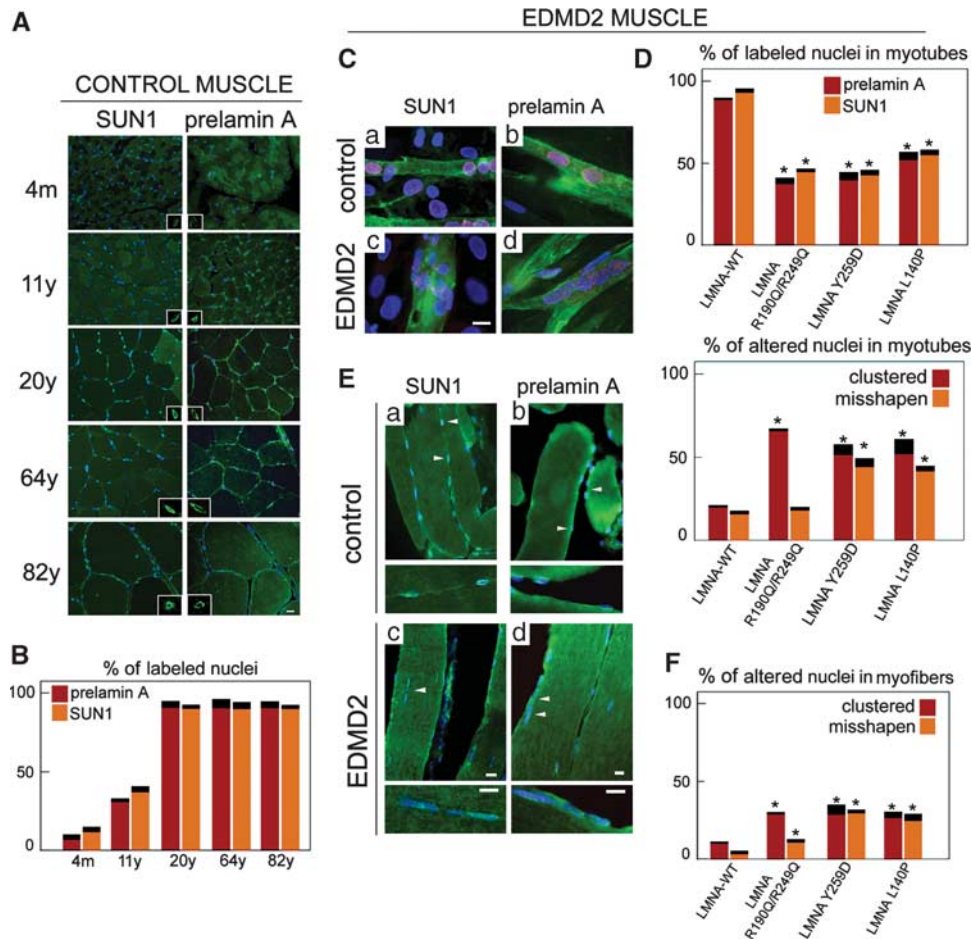 EDMD2 MUSCLE
A
CONTROL MUSCLE
SUN1 prelamin A
4m
11y
20y
64y
82y
B
% of labeled nuclei
prelamin A
SUN1
100
50
0
4m 11y 20y 64y 82y
C
SUN1 prelamin A
control
a b
EDMD2
c d
D
% of labeled nuclei in myotubes
prelamin A
SUN1
100
50
0
* * * * * *
LMNA-WT
LMNA
R190Q/R249Q
LMNA Y259D
LMNA L140P
% of altered nuclei in myotubes
clustered
misshapen
100
50
0
* * * * *
LMNA-WT
LMNA
R190Q/R249Q
LMNA Y259D
LMNA L140P
E
SUN1 prelamin A
control
a b
EDMD2
c d
F
% of altered nuclei in myofibers
clustered
misshapen
100
50
0
* * * * * *
LMNA-WT
LMNA
R190Q/R249Q
LMNA Y259D
LMNA L140P